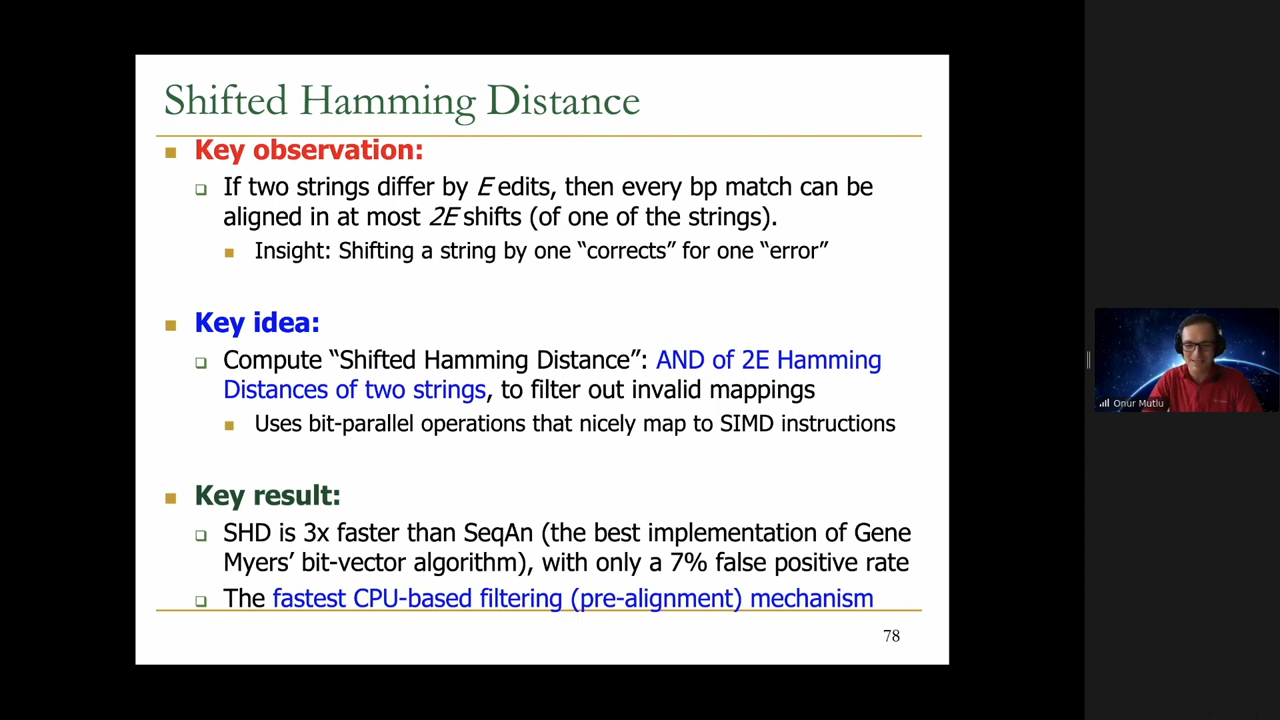 Shifted Hamming Distance
Key observation:
If two strings differ by E edits, then every bp match can be
aligned in at most 2E shifts (of one of the strings).
Insight: Shifting a string by one “corrects” for one “error”
Key idea:
Compute “Shifted Hamming Distance”: AND of 2E Hamming
Distances of two strings, to filter out invalid mappings
Uses bit-parallel operations that nicely map to SIMD instructions
Key result:
SHD is 3x faster than SeqAn (the best implementation of Gene
Myers’ bit-vector algorithm), with only a 7% false positive rate
The fastest CPU-based filtering (pre-alignment) mechanism
78
Onur Mutlu